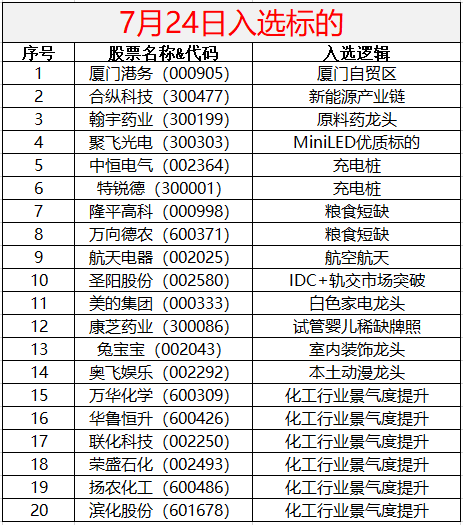 7月24日入选标的
序号 股票名称&代码 入选逻辑
1 厦门港务（000905） 厦门自贸区
2 合纵科技（300477） 新能源产业链
3 翰宇药业（300199） 原料药龙头
4 聚飞光电（300303） MiniLED优质标的
5 中恒电气（002364） 充电桩
6 特锐德（300001） 充电桩
7 隆平高科（000998） 粮食短缺
8 万向德农（600371） 粮食短缺
9 航天电器（002025） 航空航天
10 圣阳股份（002580） IDC+轨交市场突破
11 美的集团（000333） 白色家电龙头
12 康芝药业（300086） 试管婴儿稀缺牌照
13 兔宝宝（002043） 室内装饰龙头
14 奥飞娱乐（002292） 本土动漫龙头
15 万华化学（600309） 化工行业景气度提升
16 华鲁恒升（600426） 化工行业景气度提升
17 联化科技（002250） 化工行业景气度提升
18 荣盛石化（002493） 化工行业景气度提升
19 扬农化工（600486） 化工行业景气度提升
20 滨化股份（601678） 化工行业景气度提升